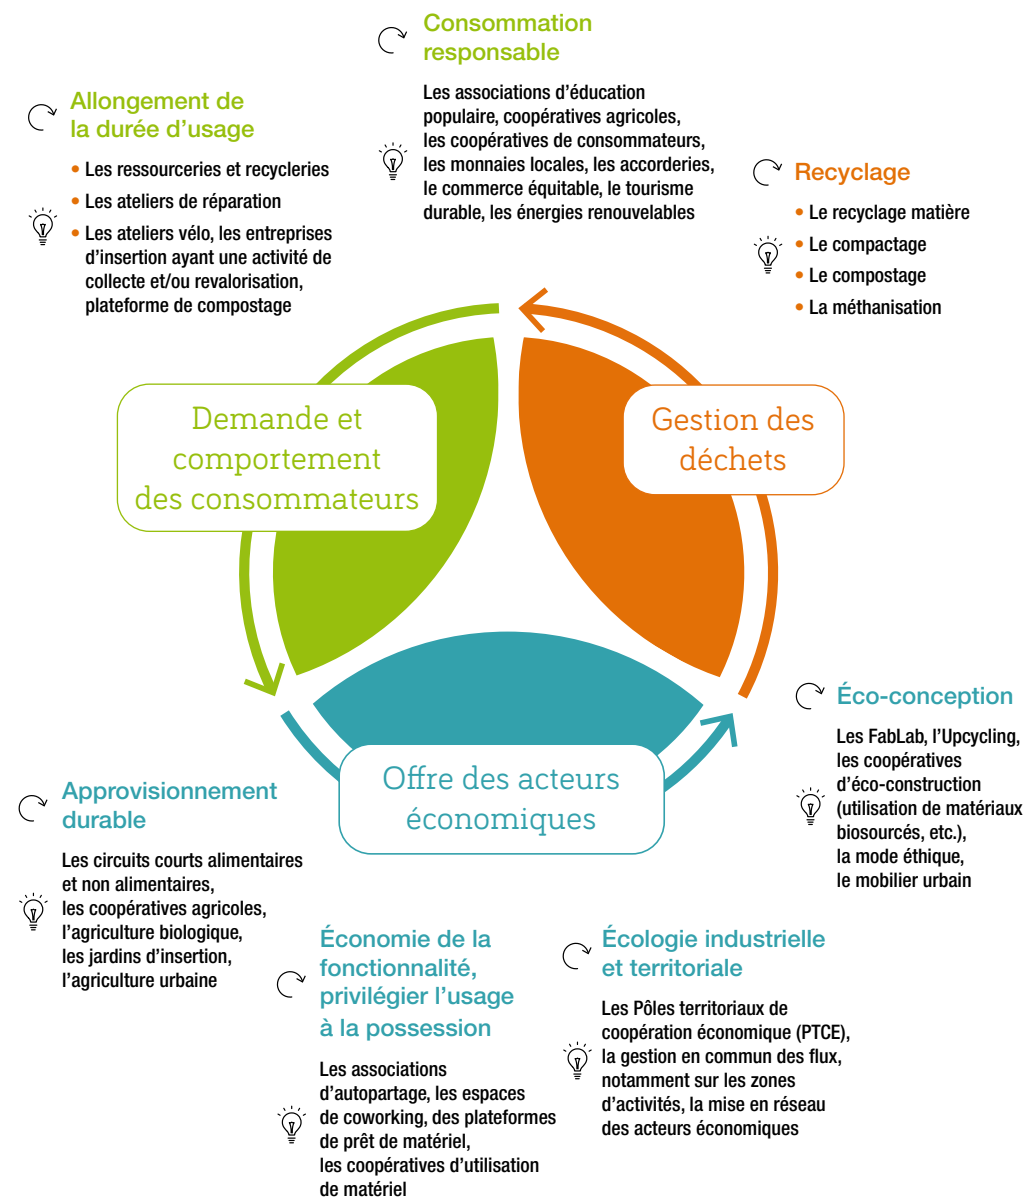 Consommation
responsable
Les associations d’éducation
populaire, coopératives agricoles,
les coopératives de consommateurs,
les monnaies locales, les accorderies,
le commerce équitable, le tourisme
durable, les énergies renouvelables
Allongement de
la durée d’usage
• Les ressourceries et recycleries
• Les ateliers de réparation
• Les ateliers vélo, les entreprises
d’insertion ayant une activité de
collecte et/ou revalorisation,
plateforme de compostage
Recyclage
• Le recyclage matière
• Le compactage
• Le compostage
• La méthanisation
Demande et
comportement
des consommateurs
Gestion des
déchets
Offre des acteurs
économiques
Éco-conception
Les FabLab, l’Upcycling,
les coopératives
d’éco-construction
(utilisation de matériaux
biosourcés, etc.),
la mode éthique,
le mobilier urbain
Approvisionnement
durable
Les circuits courts alimentaires
et non alimentaires,
les coopératives agricoles,
l’agriculture biologique,
les jardins d’insertion,
l’agriculture urbaine
Économie de la
fonctionnalité,
privilégier l’usage
à la possession
Les associations
d’autopartage, les espaces
de coworking, des plateformes
de prêt de matériel,
les coopératives d’utilisation
de matériel
Écologie industrielle
et territoriale
Les Pôles territoriaux de
coopération économique (PTCE),
la gestion en commun des flux,
notamment sur les zones
d’activités, la mise en réseau
des acteurs économiques